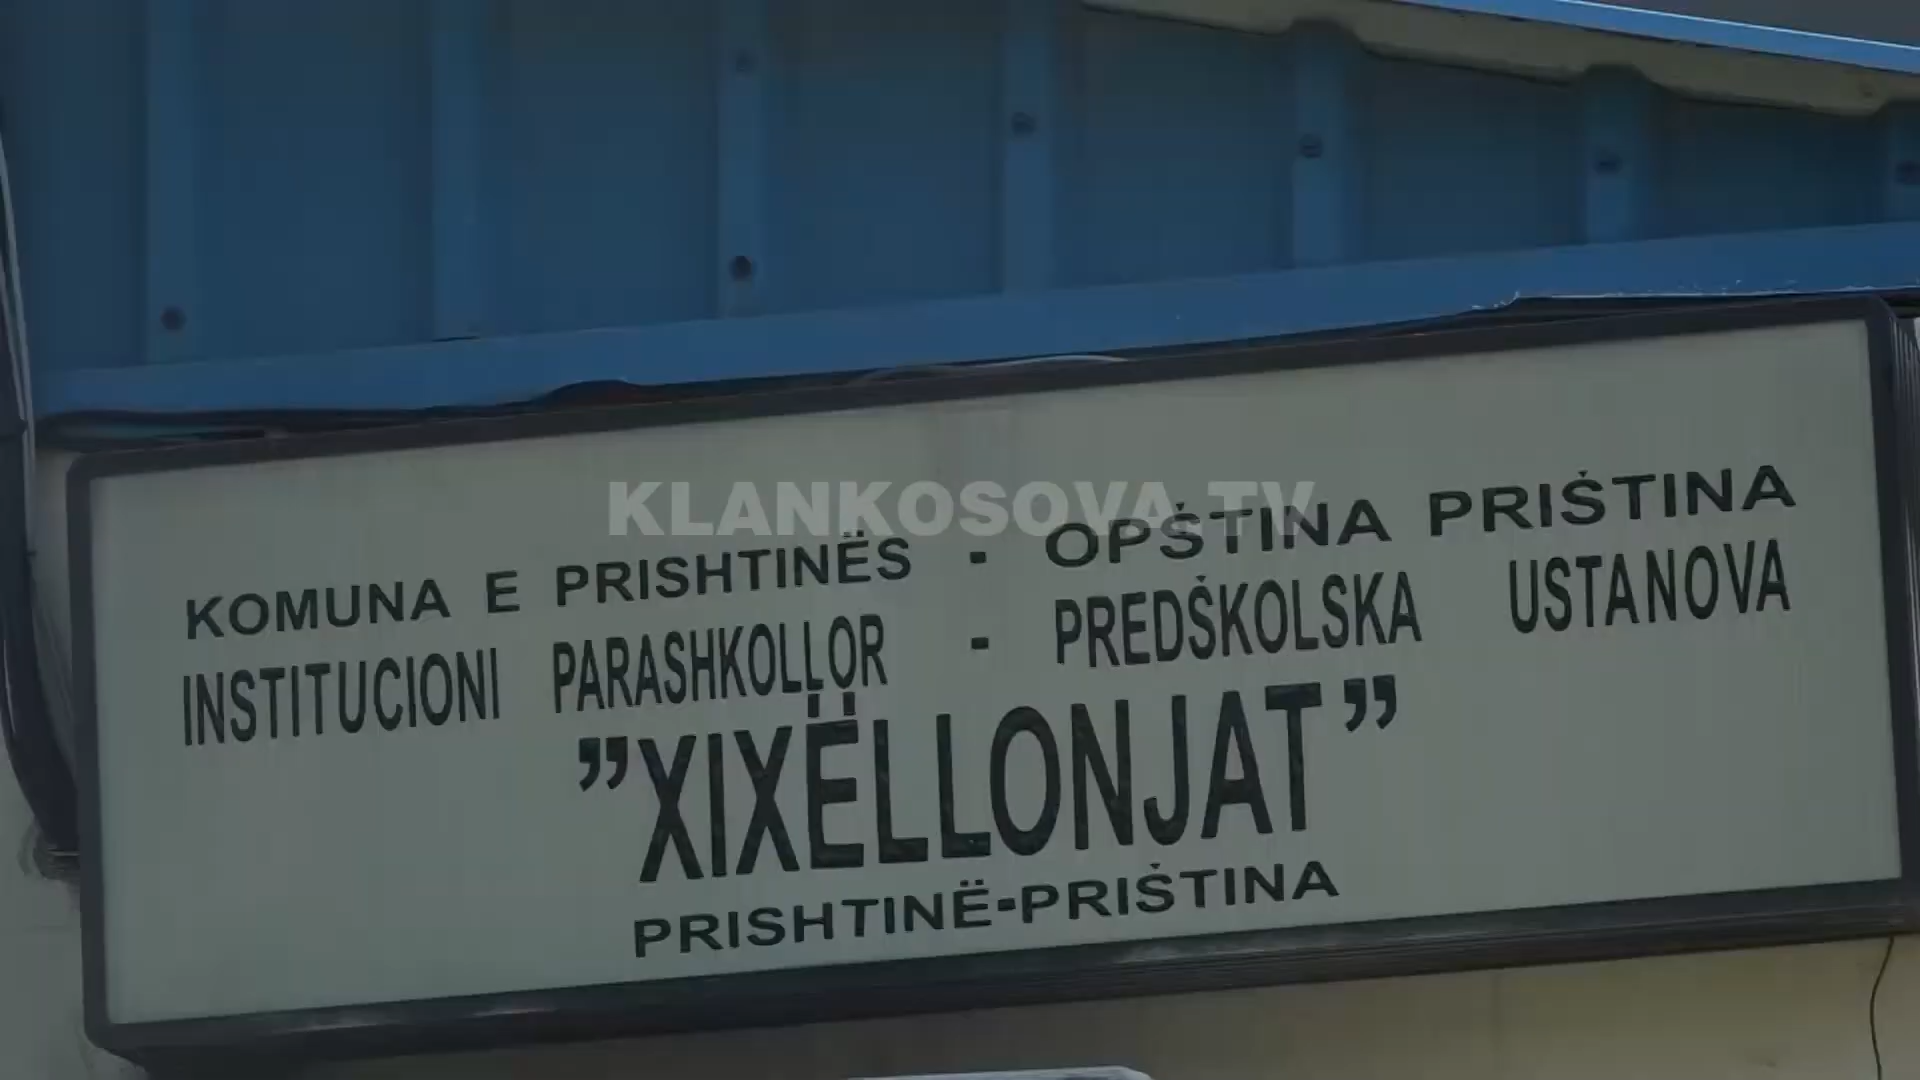 KLANKOSOVA.TV
KOMUNA E PRISHTINËS - OPŠTINA PRIŠTINA
INSTITUCIONI PARASHKOLLOR - PREDŠKOLSKA USTANOVA
”XIXËLLONJAT”
PRISHTINË-PRIŠTINA